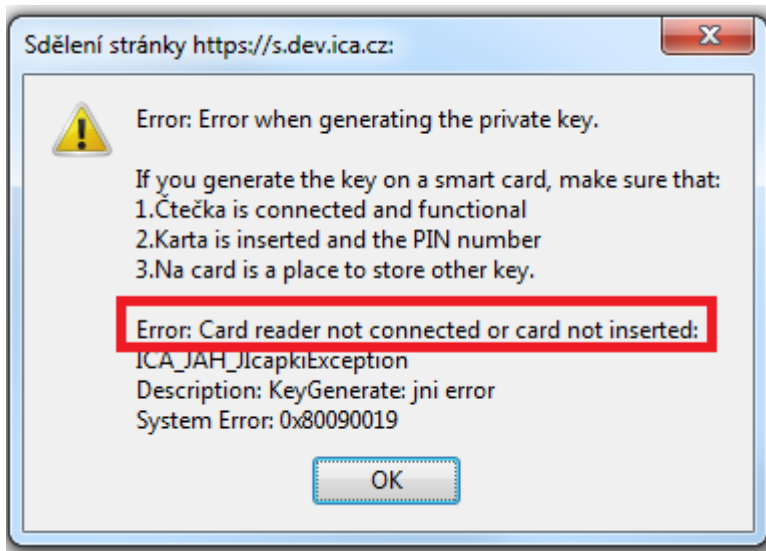 Sdělení stránky https://s.dev.ica.cz:
Error: Error when generating the private key.
If you generate the key on a smart card, make sure that:
1.Čtečka is connected and functional
2.Karta is inserted and the PIN number
3.Na card is a place to store other key.
Error: Card reader not connected or card not inserted:
ICA_JAH_JIcapkiException
Description: KeyGenerate: jni error
System Error: 0x80090019
OK